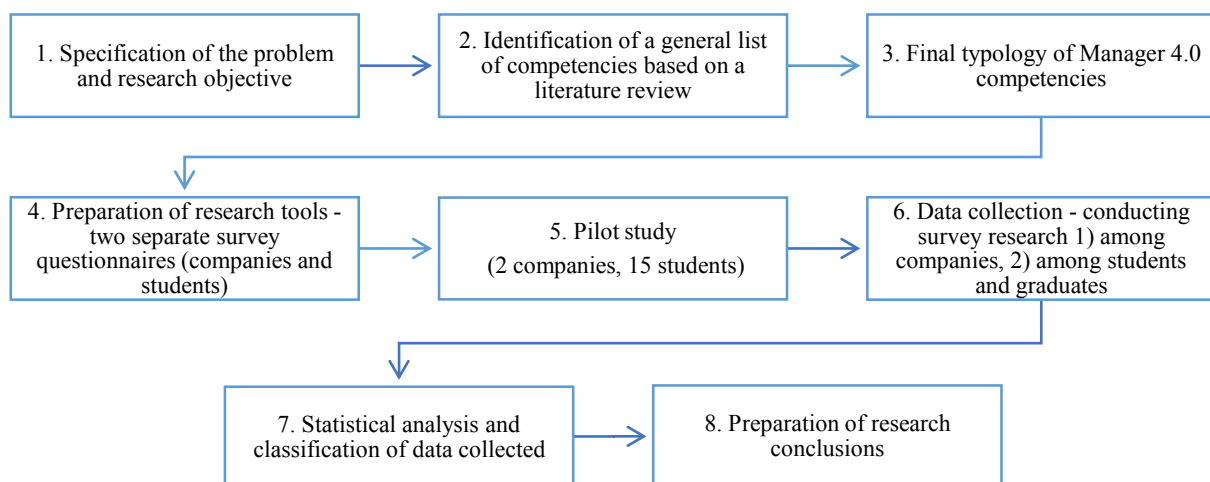 1. Specification of the problem
and research objective
2. Identification of a general list
of competencies based on a
literature review
3. Final typology of Manager 4.0
competencies
4. Preparation of research tools -
two separate survey
questionnaires (companies and
students)
5. Pilot study
(2 companies, 15 students)
6. Data collection - conducting
survey research 1) among
companies, 2) among students
and graduates
7. Statistical analysis and
classification of data collected
8. Preparation of research
conclusions